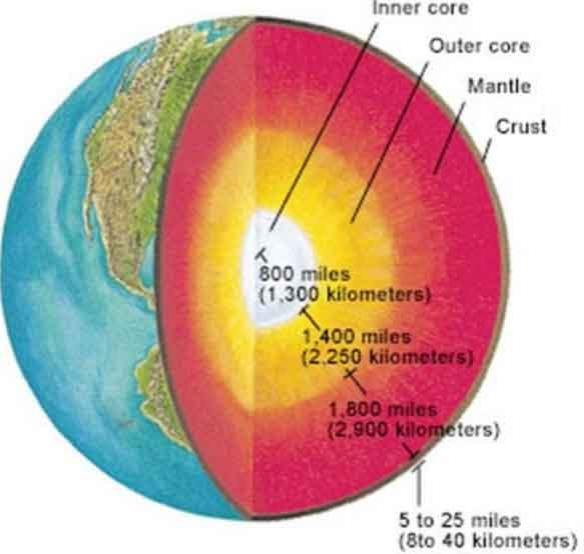 Inner core
Outer core
Mantle
Crust
800 miles
(1,300 kilometers)
1,400 miles
(2,250 kilometers)
1,800 miles
(2,900 kilometers)
5 to 25 miles
(8to 40 kilometers)